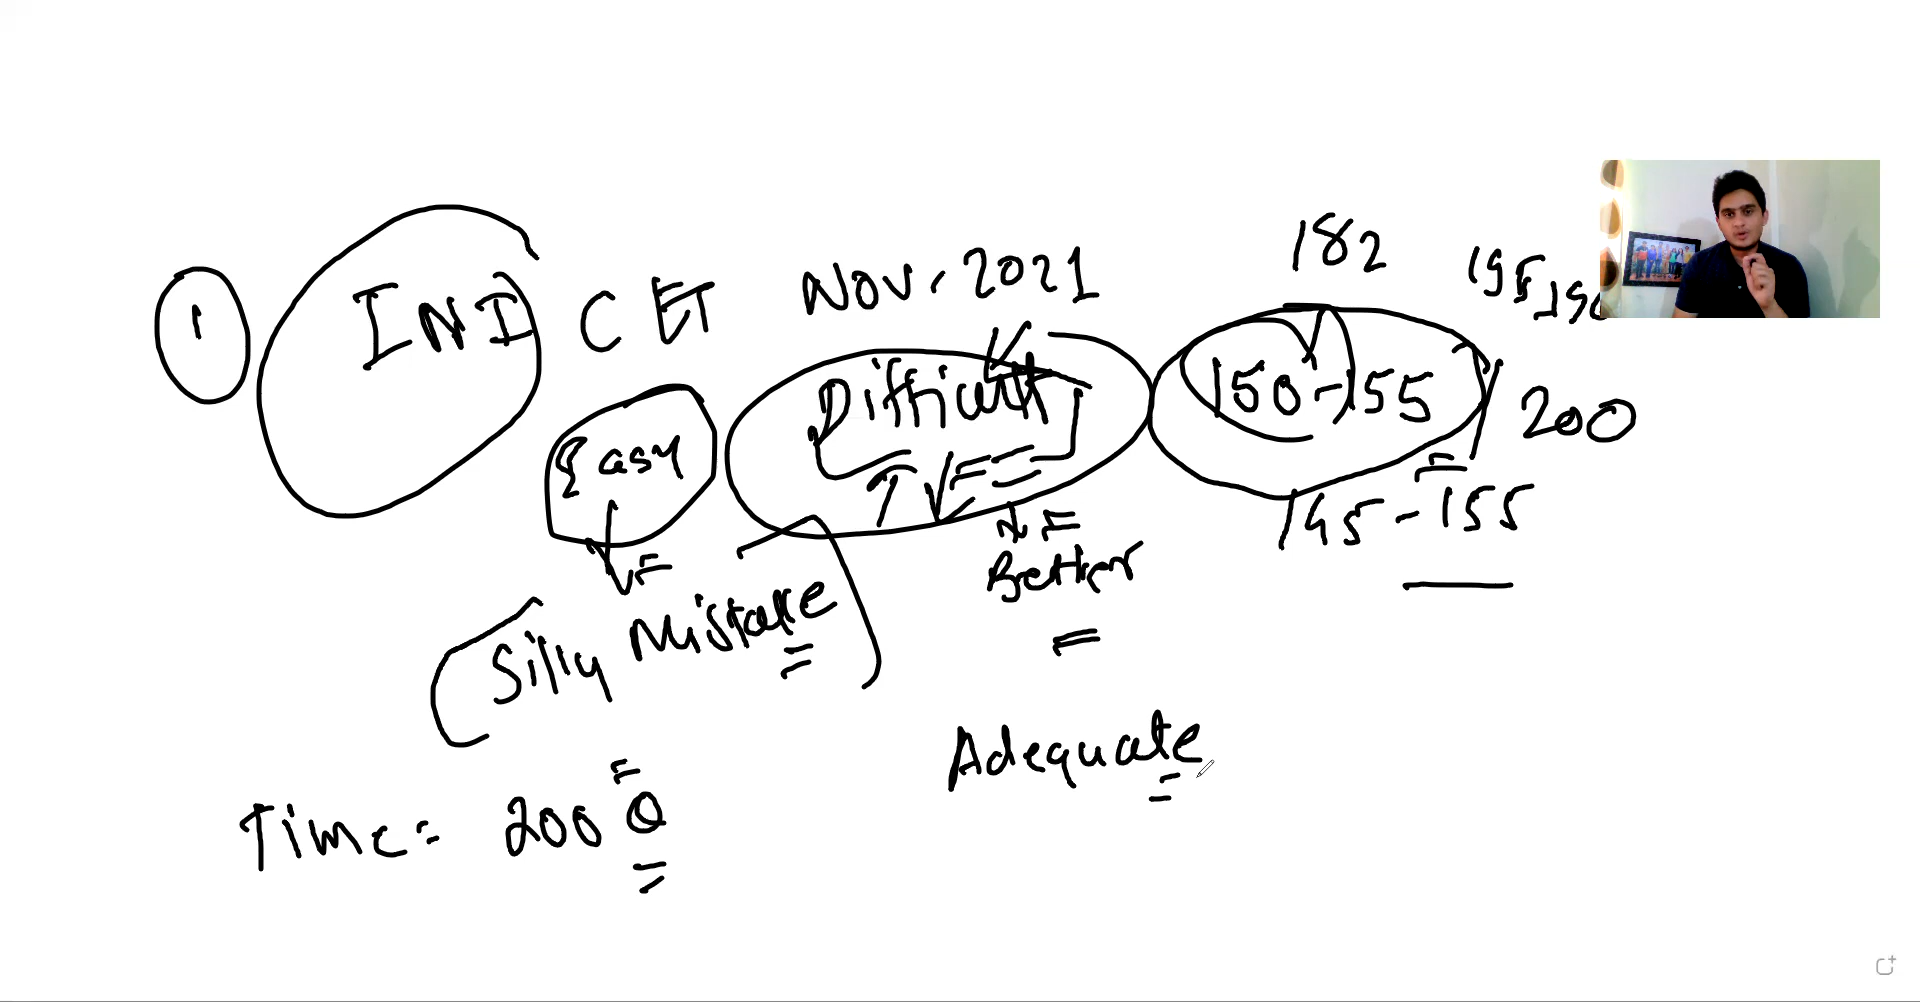 1 INI CET Nov. 2021
182
Easy Difficult 150-155 / 200
145-155
Better
Silly Mistake
Adequate
Time = 200 Q